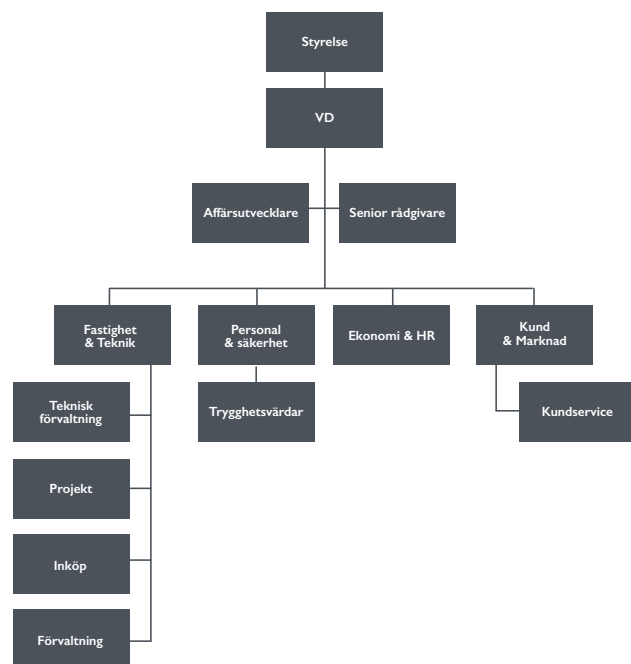 Styrelse
VD
Affärsutvecklare
Senior rådgivare
Fastighet
& Teknik
Personal
& säkerhet
Ekonomi & HR
Kund
& Marknad
Teknisk
förvaltning
Trygghetsvärdar
Kundservice
Projekt
Inköp
Förvaltning